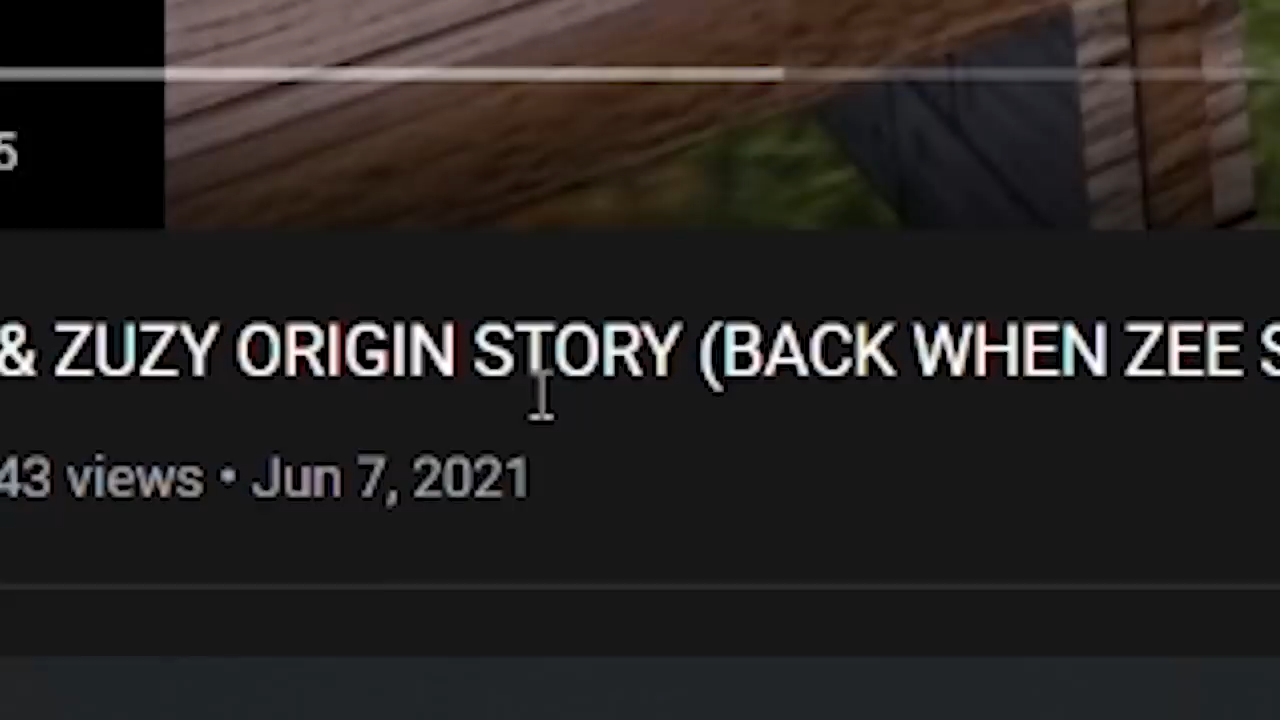 & ZUZY ORIGIN STORY (BACK WHEN ZEE
43 views • Jun 7, 2021